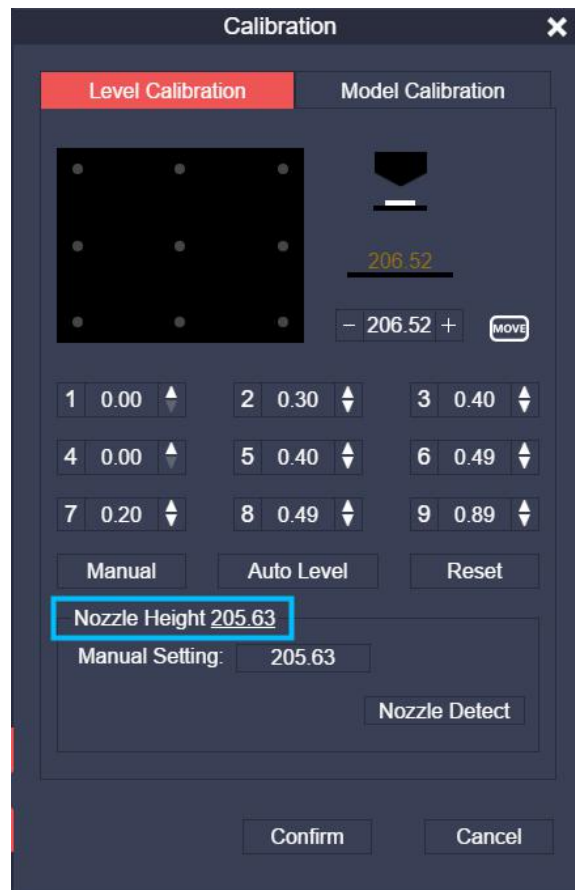 Calibration
Level Calibration Model Calibration
206.52
− 206.52 + MOVE
1 0.00 2 0.30 3 0.40
4 0.00 5 0.40 6 0.49
7 0.20 8 0.49 9 0.89
Manual Auto Level Reset
Nozzle Height 205.63
Manual Setting: 205.63
Nozzle Detect
Confirm Cancel